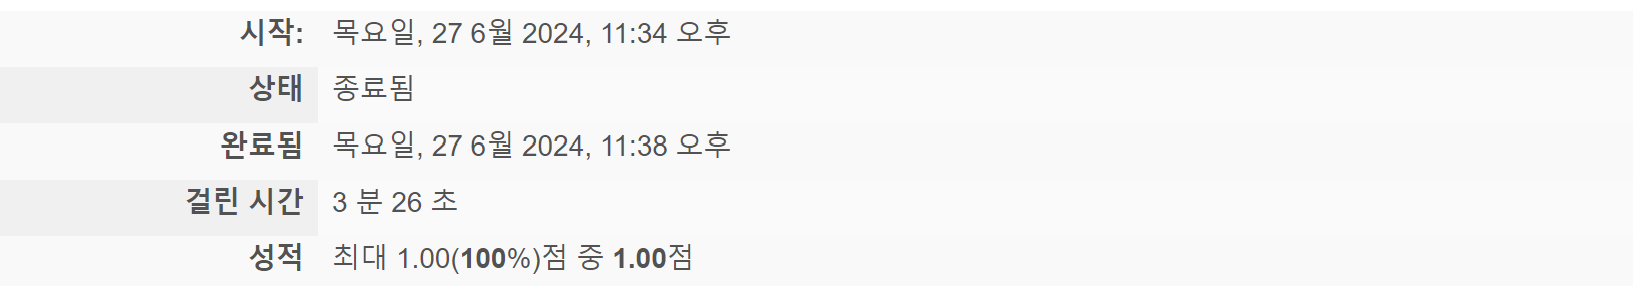 시작: 목요일, 27 6월 2024, 11:34 오후
상태 종료됨
완료됨 목요일, 27 6월 2024, 11:38 오후
걸린 시간 3 분 26 초
성적 최대 1.00(100%)점 중 1.00점